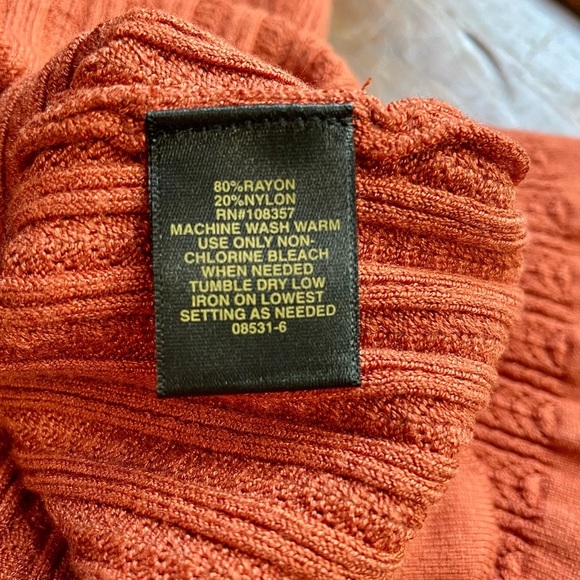 80%RAYON
20%NYLON
RN#108357
MACHINE WASH WARM
USE ONLY NON-
CHLORINE BLEACH
WHEN NEEDED
TUMBLE DRY LOW
IRON ON LOWEST
SETTING AS NEEDED
08531-6